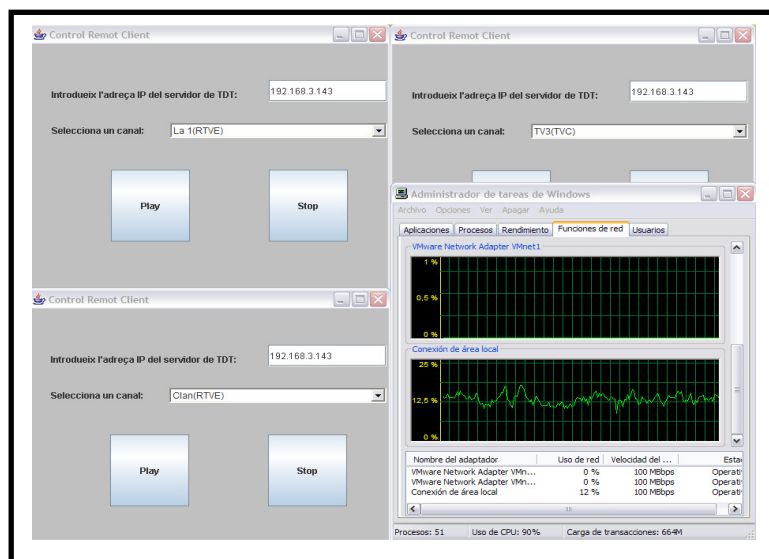 Control Remot Client
Introdueix l'adreça IP del servidor de TDT: 192.168.3.143
Selecciona un canal: La 1(RTVE)
Play Stop
Control Remot Client
Introdueix l'adreça IP del servidor de TDT: 192.168.3.143
Selecciona un canal: TV3(TVC)
Control Remot Client
Introdueix l'adreça IP del servidor de TDT: 192.168.3.143
Selecciona un canal: Clan(RTVE)
Play Stop
Administrador de tareas de Windows
Archivo Opciones Ver Apagar Ayuda
Aplicaciones Procesos Rendimiento Funciones de red Usuarios
VMware Network Adapter VMnet1
1 %
0,5 %
0 %
Conexión de área local
25 %
12,5 %
0 %
Nombre del adaptador Uso de red Velocidad del ... Esta
VMware Network Adapter VMn... 0 % 100 MBps Operati
VMware Network Adapter VMn... 0 % 100 MBps Operati
Conexión de área local 12 % 100 MBps Operati
Procesos: 51 Uso de CPU: 90% Carga de transacciones: 664M